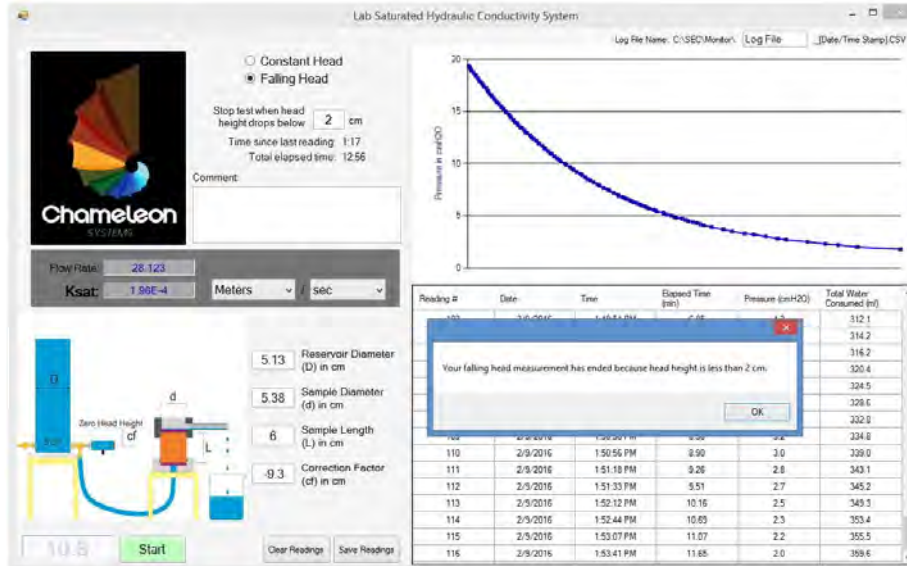 Lab Saturated Hydraulic Conductivity System
Log File Name: C:\SEC\Monitor\ Log File _[Date/Time Stamp].CSV
Constant Head
Falling Head
Stop test when head
height drops below 2 cm
Time since last reading: 1:17
Total elapsed time: 12:56
Comment:
Chameleon
SYSTEMS
Flow Rate: 28.123
Ksat: 1.96E-4 Meters / sec
Pressure in cmH2O
20
15
10
5
0
Reading # Date Time Elapsed Time (min) Pressure (cmH2O) Total Water Consumed (ml)
312.1
314.2
316.2
320.4
324.5
328.6
332.8
334.8
110 2/9/2016 1:50:56 PM 8.90 3.0 339.0
111 2/9/2016 1:51:18 PM 9.26 2.8 343.1
112 2/9/2016 1:51:33 PM 9.51 2.7 345.2
113 2/9/2016 1:52:12 PM 10.16 2.5 349.3
114 2/9/2016 1:52:44 PM 10.69 2.3 353.4
115 2/9/2016 1:53:07 PM 11.07 2.2 355.5
116 2/9/2016 1:53:41 PM 11.65 2.0 359.6
Your falling head measurement has ended because head height is less than 2 cm.
OK
D
d
Zero Head Height
cf
L
5.13 Reservoir Diameter
(D) in cm
5.38 Sample Diameter
(d) in cm
6 Sample Length
(L) in cm
-9.3 Correction Factor
(cf) in cm
10.8
Start
Clear Readings
Save Readings